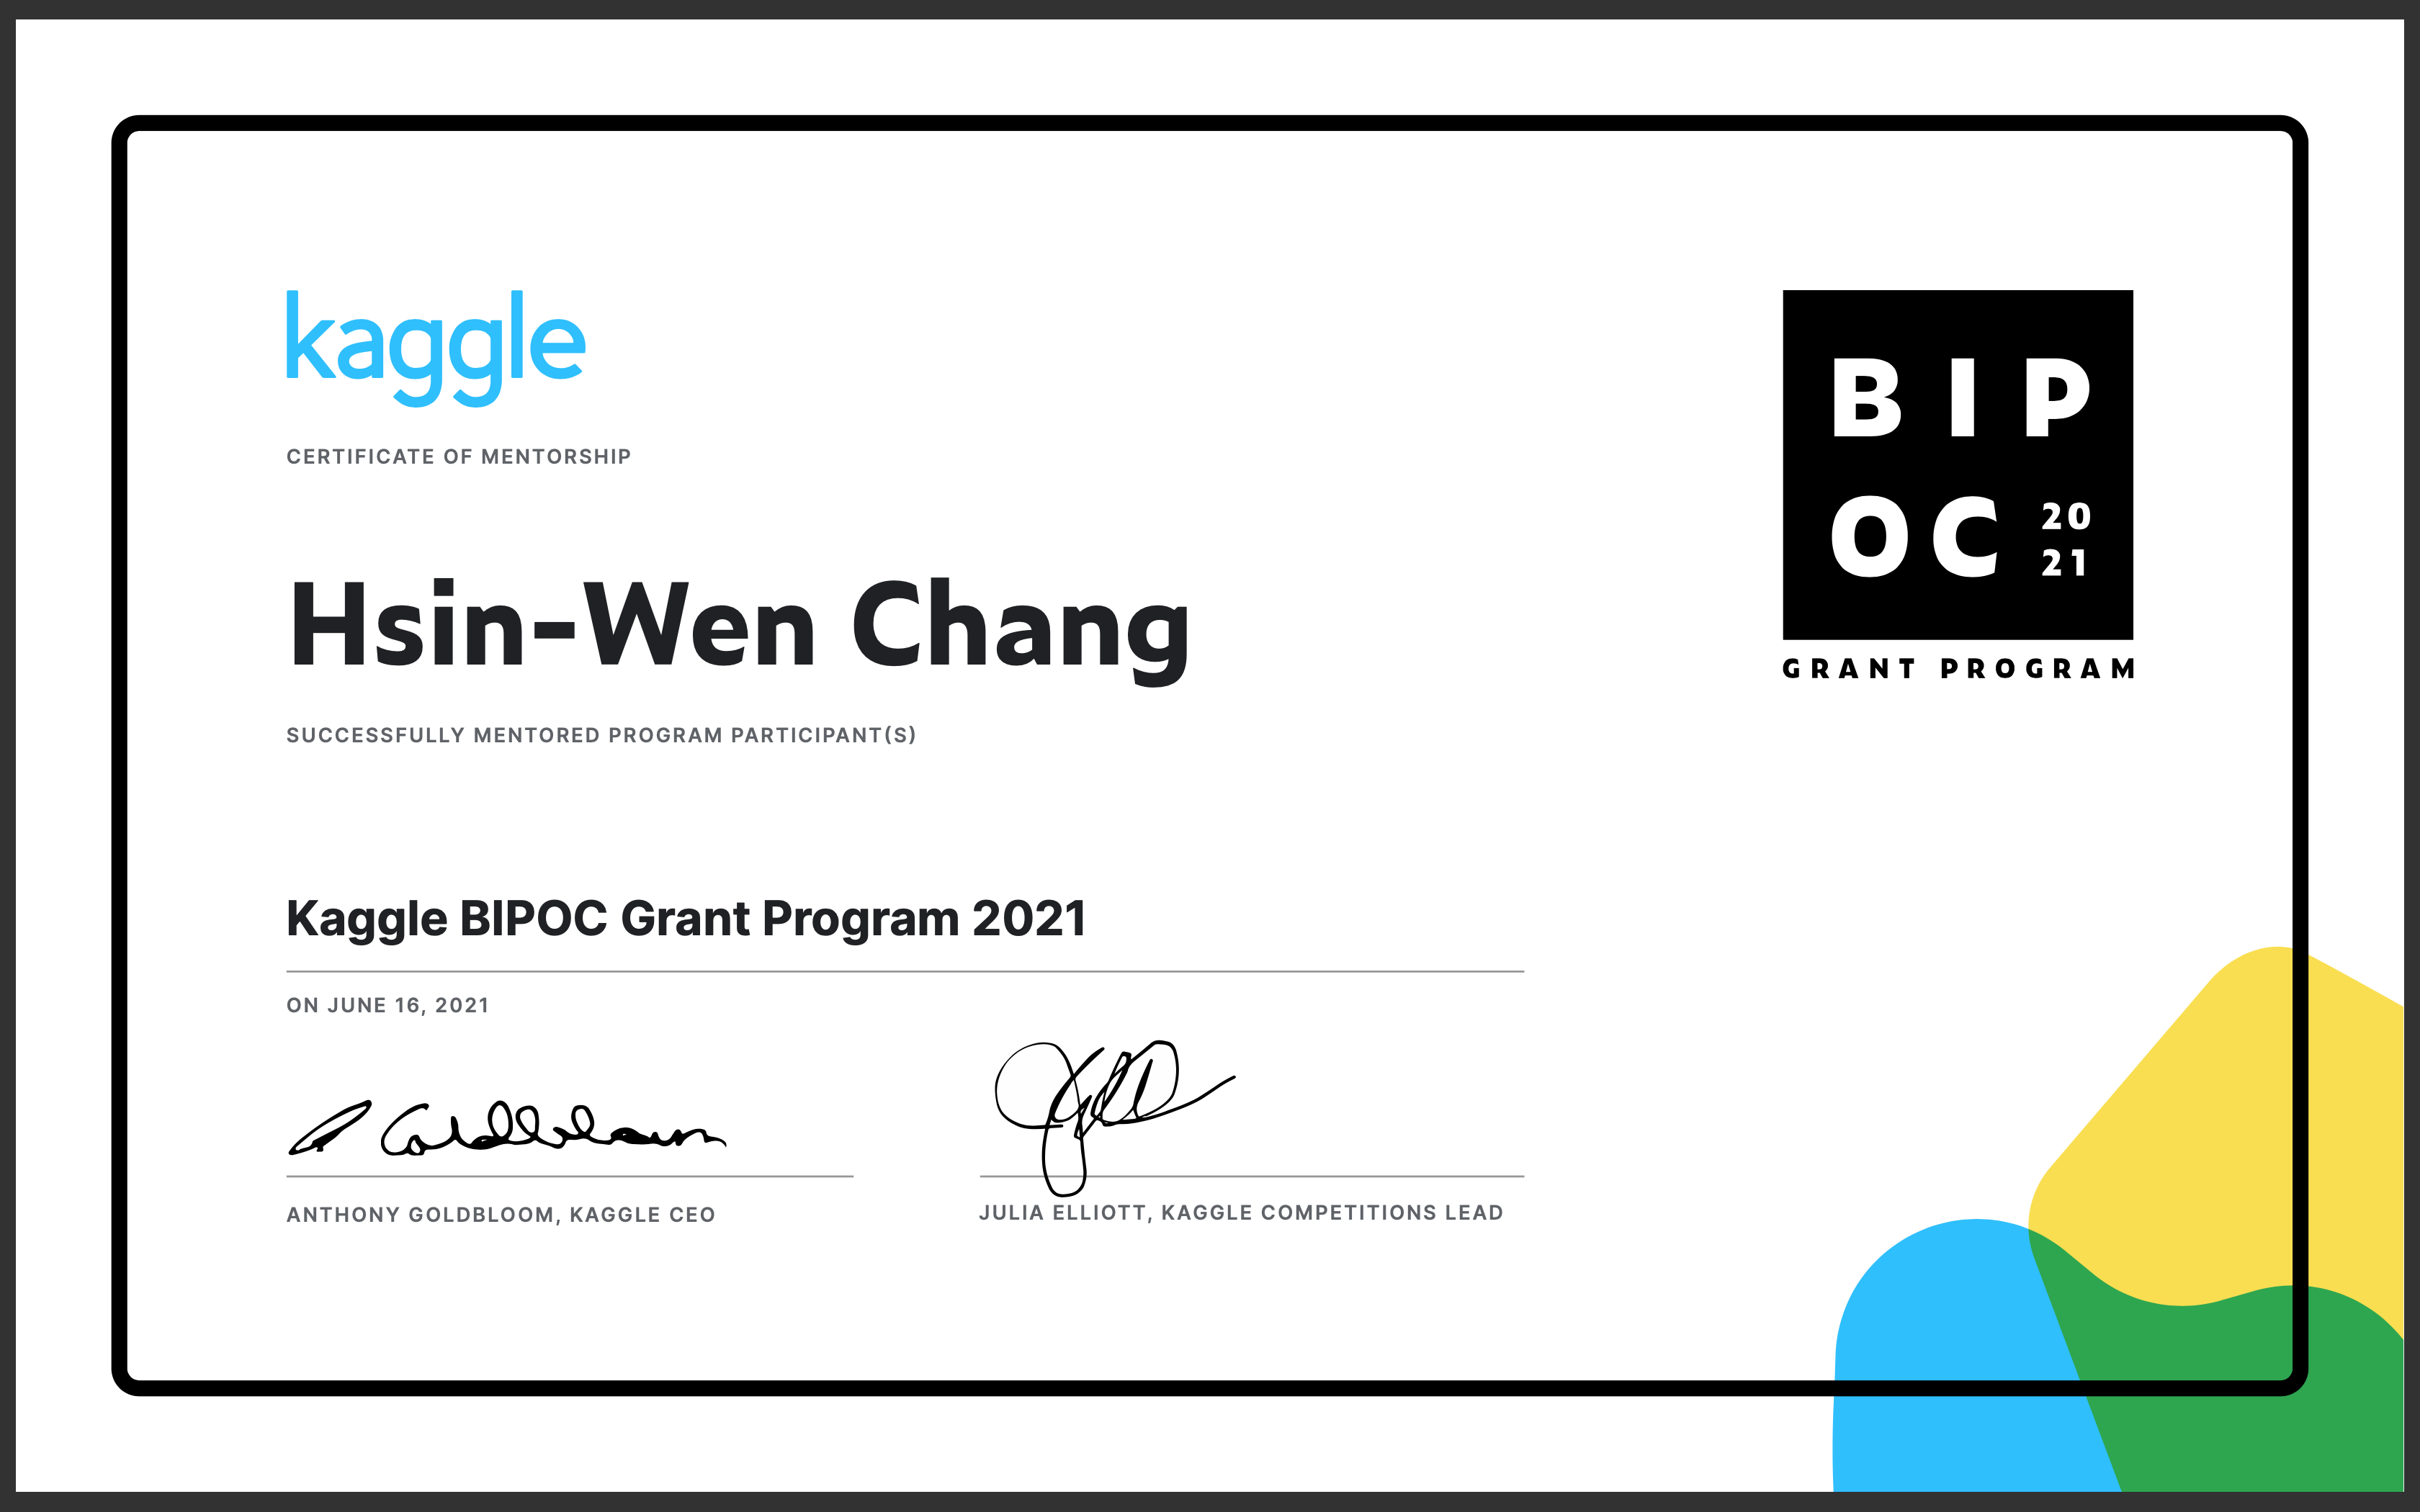 kaggle
CERTIFICATE OF MENTORSHIP
Hsin-Wen Chang
SUCCESSFULLY MENTORED PROGRAM PARTICIPANT(S)
Kaggle BIPOC Grant Program 2021
ON JUNE 16, 2021
ANTHONY GOLDBLOOM, KAGGLE CEO
JULIA ELLIOTT, KAGGLE COMPETITIONS LEAD
BIP
OC
20
21
GRANT PROGRAM